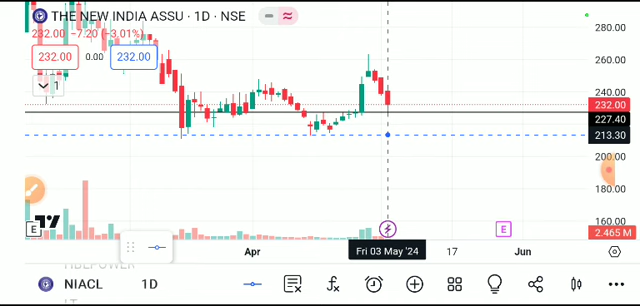 THE NEW INDIA ASSU · 1D · NSE
232.00 −7.20 (−3.01%)
232.00 0.00 232.00
1
280.00
260.00
240.00
232.00
227.40
213.30
200.00
180.00
160.00
2.465 M
E
E
Apr
Fri 03 May '24
17
Jun
NIACL
1D